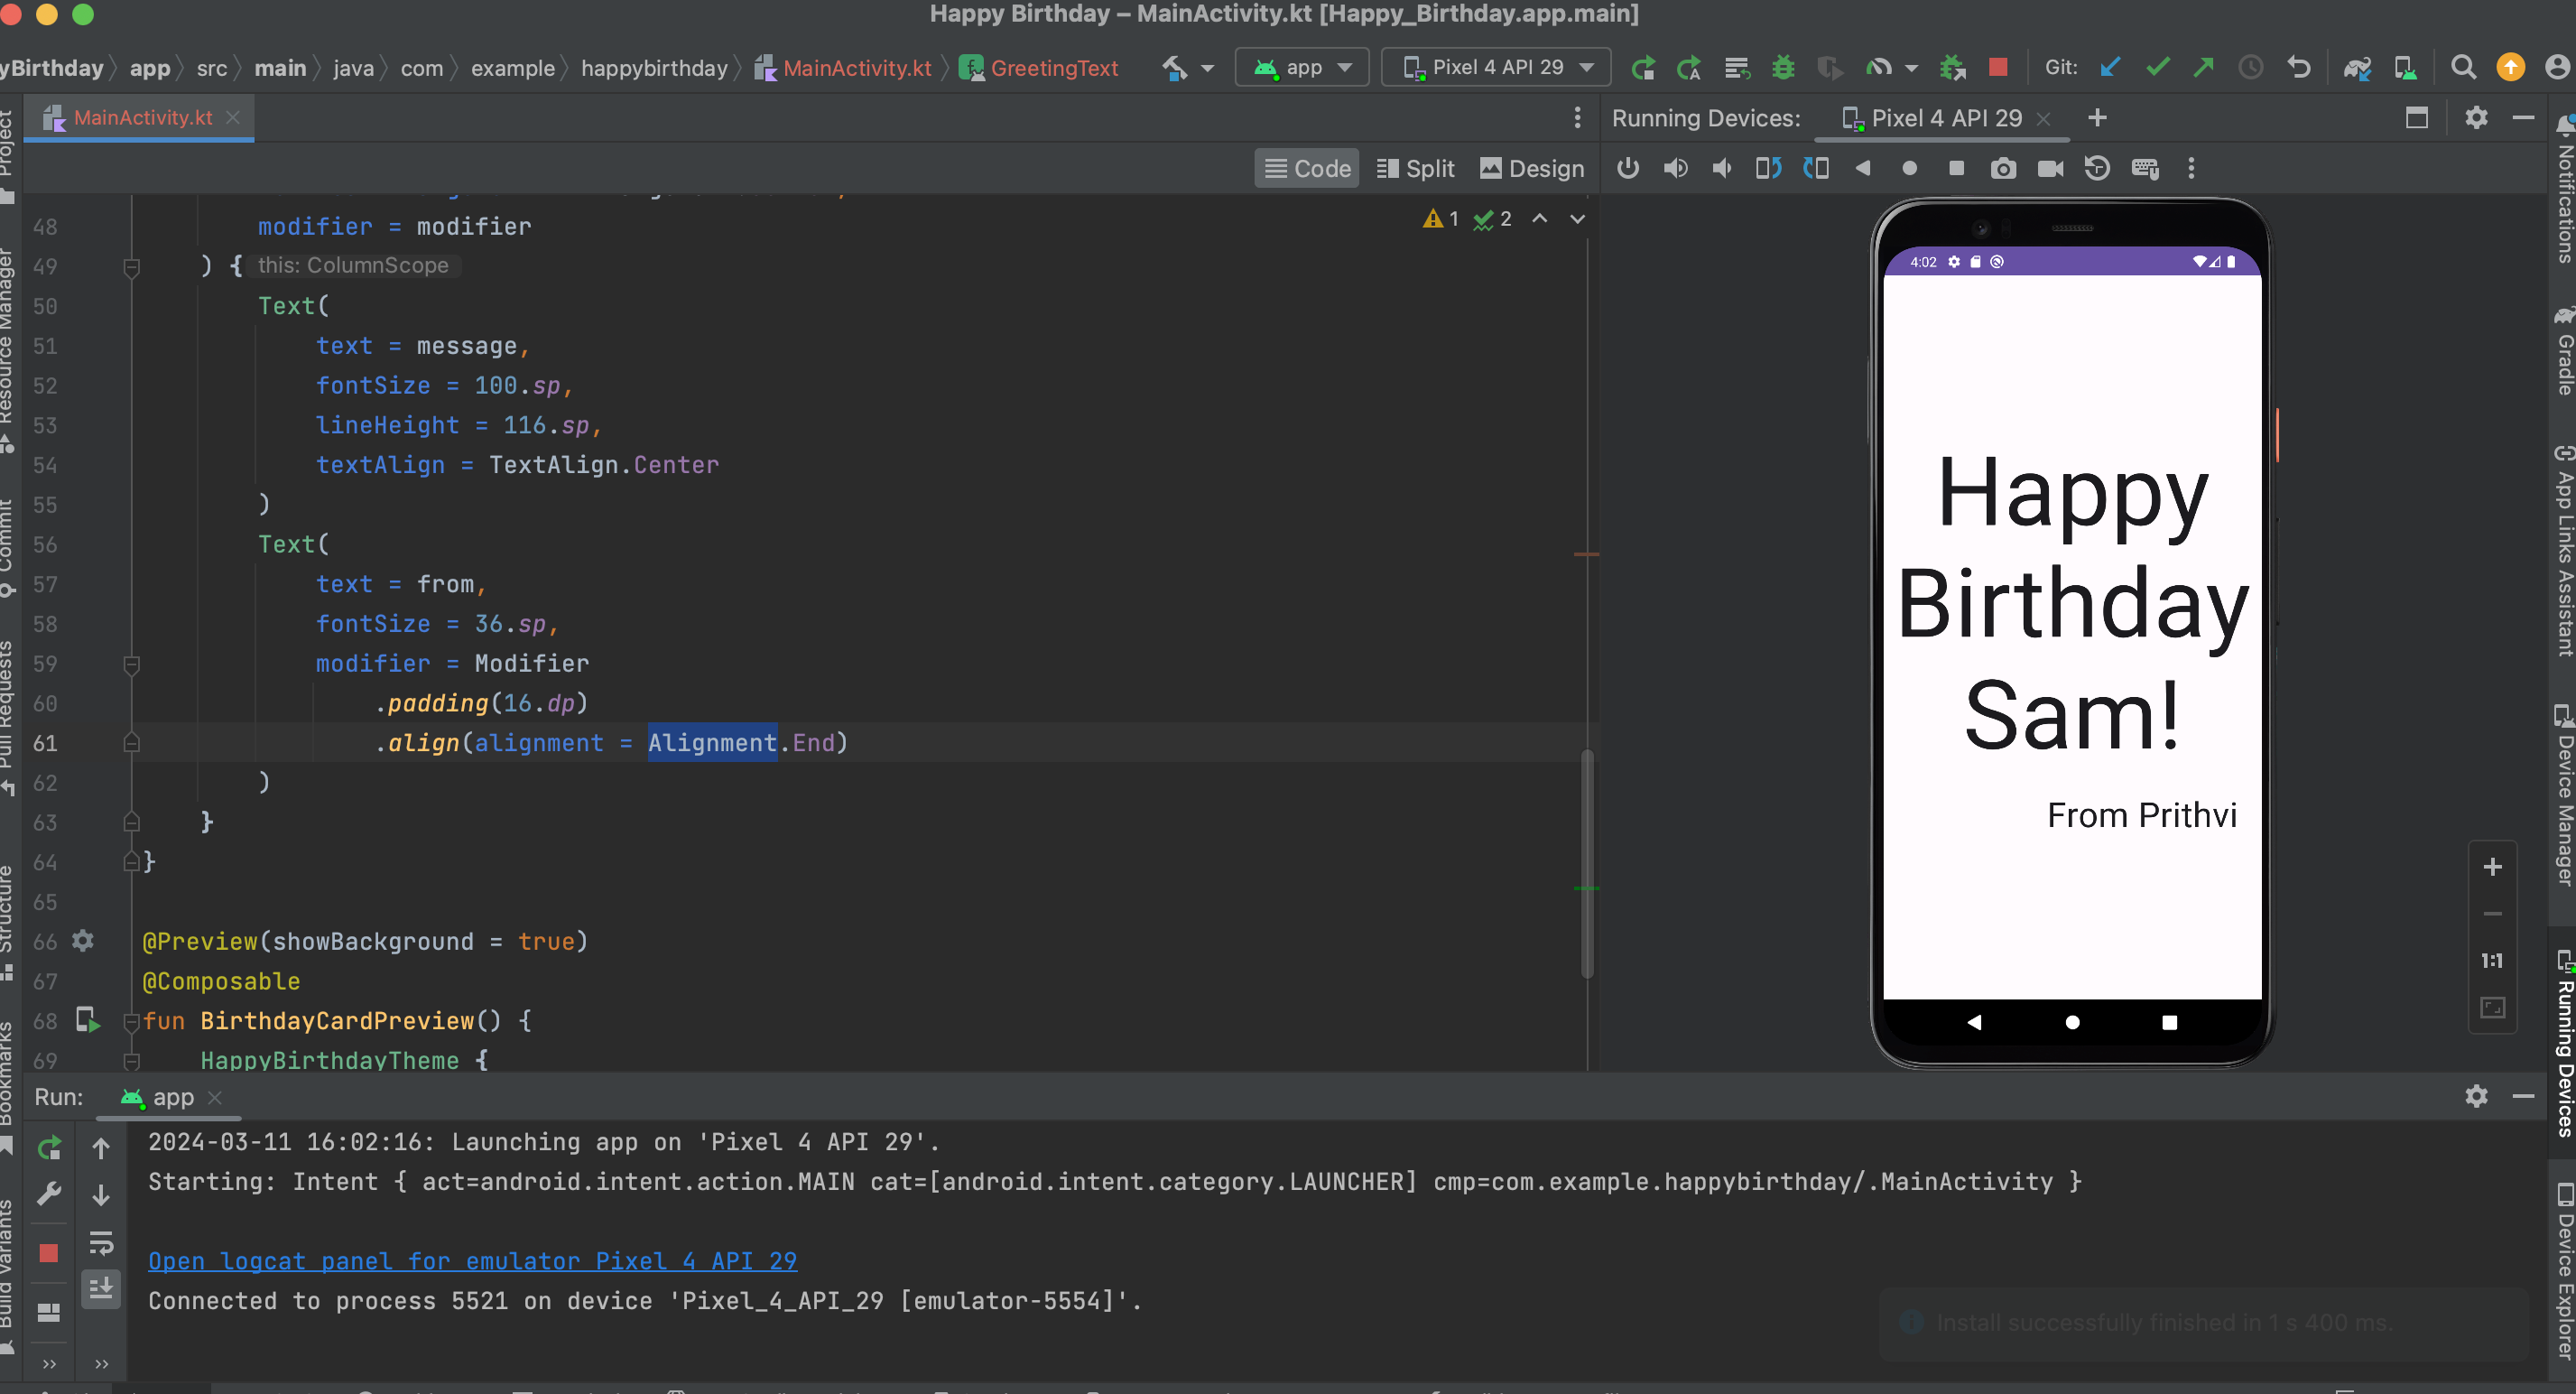 Happy Birthday – MainActivity.kt [Happy_Birthday.app.main]
yBirthday app src main java com example happybirthday MainActivity.kt GreetingText
app Pixel 4 API 29 Git:
MainActivity.kt
Running Devices: Pixel 4 API 29
Code Split Design
1 2
48 modifier = modifier
49 ) { this: ColumnScope
50 Text(
51 text = message,
52 fontSize = 100.sp,
53 lineHeight = 116.sp,
54 textAlign = TextAlign.Center
55 )
56 Text(
57 text = from,
58 fontSize = 36.sp,
59 modifier = Modifier
60 .padding(16.dp)
61 .align(alignment = Alignment.End)
62 )
63 }
64 }
65
66 @Preview(showBackground = true)
67 @Composable
68 fun BirthdayCardPreview() {
69 HappyBirthdayTheme {
4:02
Happy
Birthday
Sam!
From Prithvi
1:1
Project
Resource Manager
Commit
Pull Requests
Structure
Bookmarks
Build Variants
Notifications
Gradle
App Links Assistant
Device Manager
Running Devices
Device Explorer
Run: app
2024-03-11 16:02:16: Launching app on 'Pixel 4 API 29'.
Starting: Intent { act=android.intent.action.MAIN cat=[android.intent.category.LAUNCHER] cmp=com.example.happybirthday/.MainActivity }
Open logcat panel for emulator Pixel 4 API 29
Connected to process 5521 on device 'Pixel_4_API_29 [emulator-5554]'.
Install successfully finished in 1 s 400 ms.